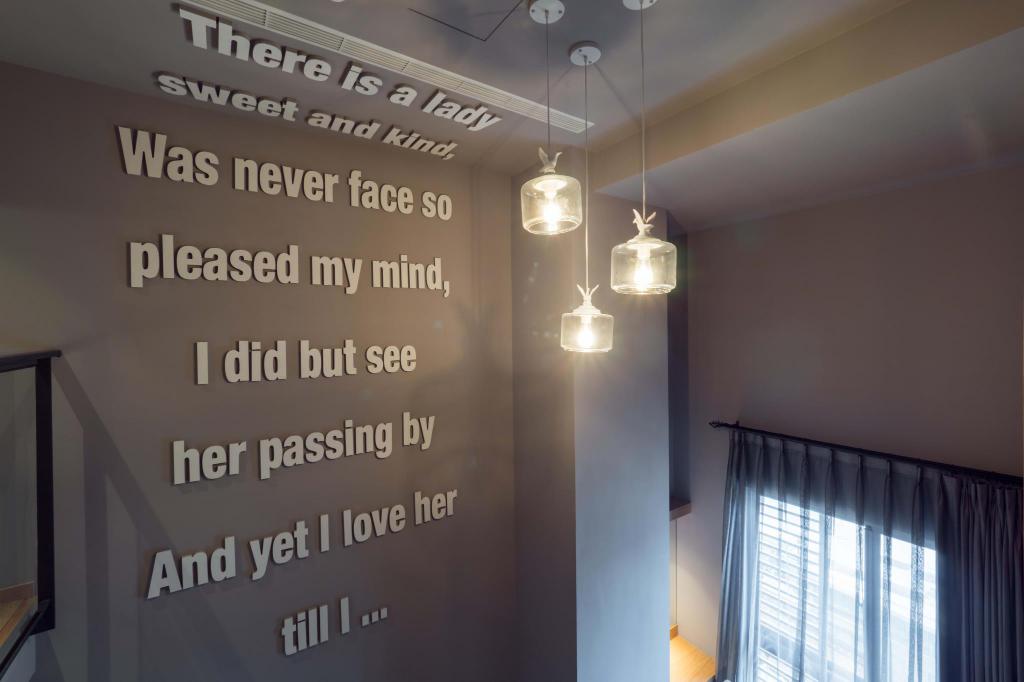 There is a lady
sweet and kind,
Was never face so
pleased my mind,
I did but see
her passing by
And yet I love her
till I ...